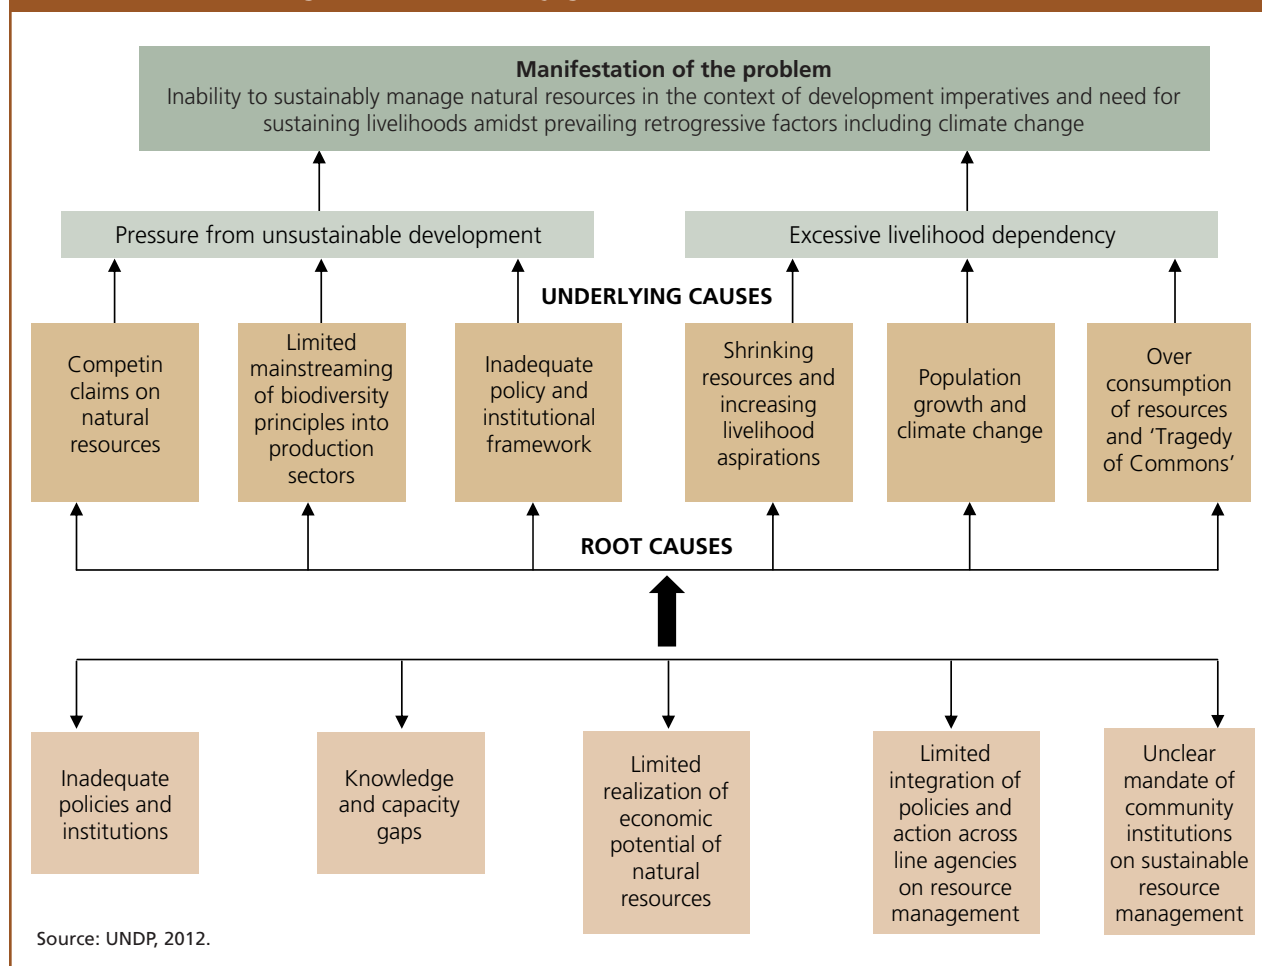 Manifestation of the problem
Inability to sustainably manage natural resources in the context of development imperatives and need for
sustaining livelihoods amidst prevailing retrogressive factors including climate change
Pressure from unsustainable development
Excessive livelihood dependency
UNDERLYING CAUSES
Competin
claims on
natural
resources
Limited
mainstreaming
of biodiversity
principles into
production
sectors
Inadequate
policy and
institutional
framework
Shrinking
resources and
increasing
livelihood
aspirations
Population
growth and
climate change
Over
consumption
of resources
and ‘Tragedy
of Commons’
ROOT CAUSES
Inadequate
policies and
institutions
Knowledge
and capacity
gaps
Limited
realization of
economic
potential of
natural
resources
Limited
integration of
policies and
action across
line agencies
on resource
management
Unclear
mandate of
community
institutions
on sustainable
resource
management
Source: UNDP, 2012.